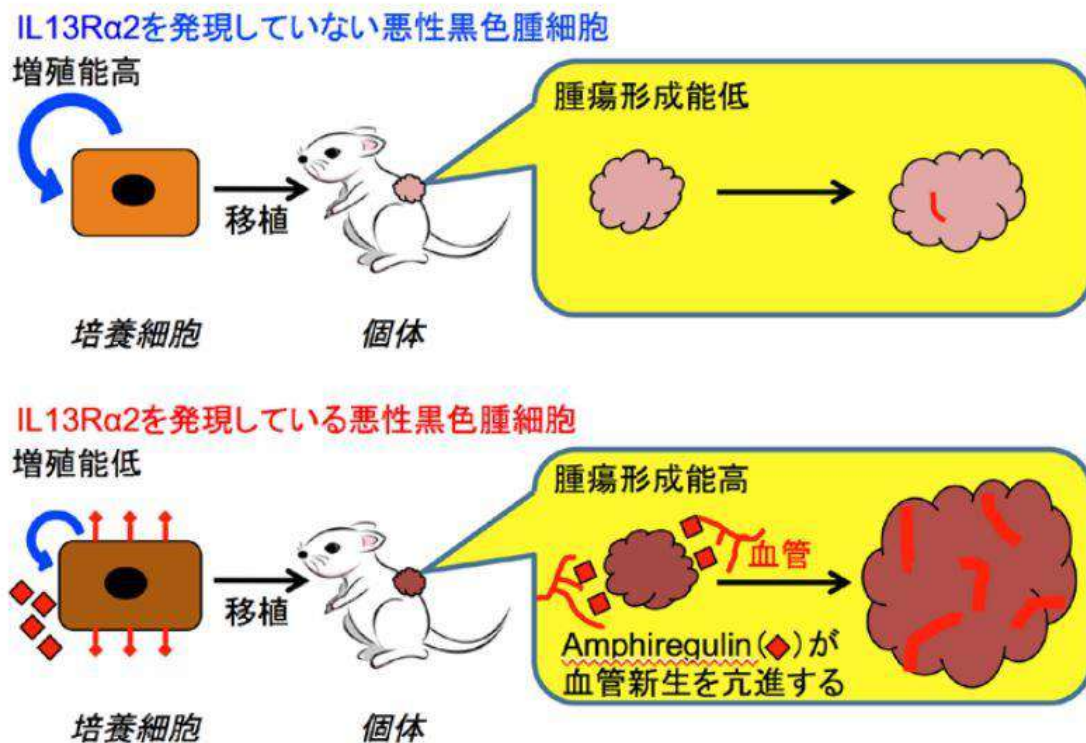 IL13Rα2を発現していない悪性黒色腫細胞
増殖能高
移植
腫瘍形成能低
培養細胞
個体
IL13Rα2を発現している悪性黒色腫細胞
増殖能低
移植
腫瘍形成能高
血管
Amphiregulin(◆)が
血管新生を亢進する
培養細胞
個体